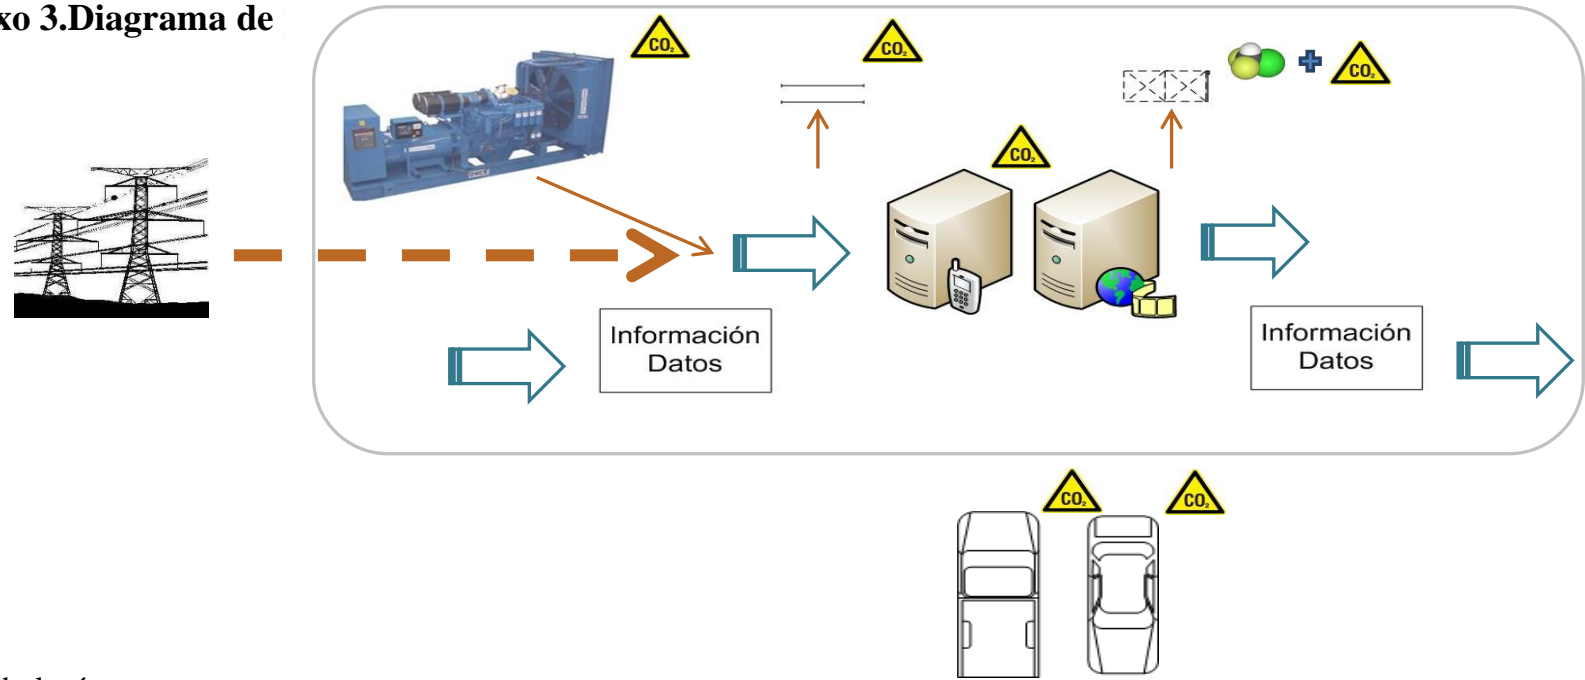 xo 3.Diagrama de
CO₂
CO₂
CO₂
CO₂
Información
Datos
Información
Datos
CO₂
CO₂